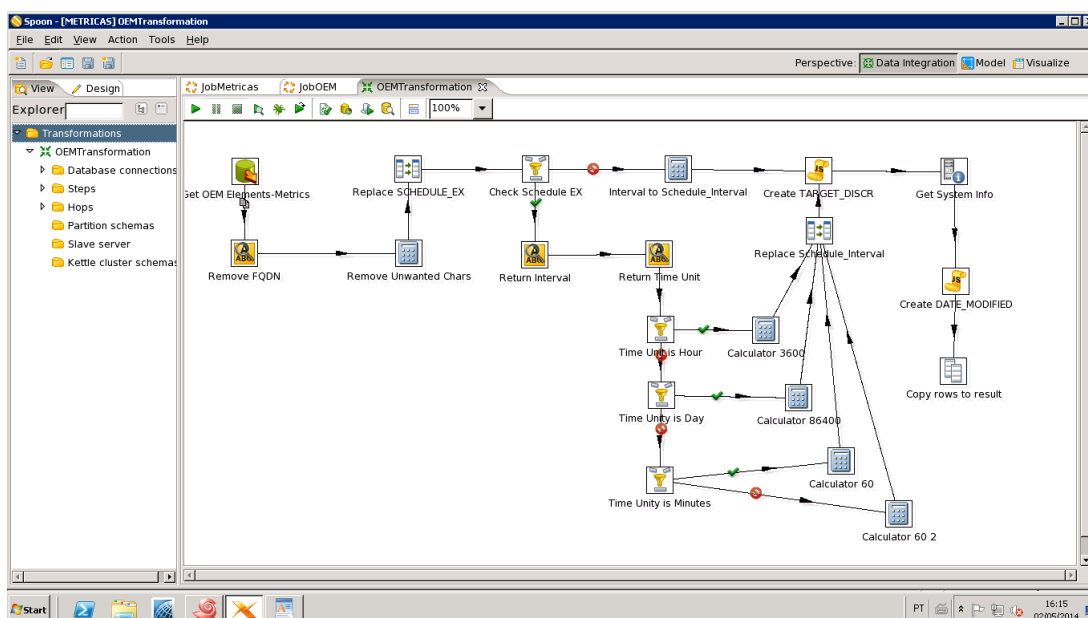 Spoon - [METRICAS] OEMTransformation
File Edit View Action Tools Help
Perspective: Data Integration Model Visualize
View Design
JobMetricas JobOEM OEMTransformation
Explorer
100%
Transformations
OEMTransformation
Database connections
Steps
Hops
Partition schemas
Slave server
Kettle cluster schemas
Get OEM Elements-Metrics
Replace SCHEDULE_EX
Check Schedule EX
Interval to Schedule_Interval
Create TARGET_DISCR
Get System Info
Remove FQDN
Remove Unwanted Chars
Return Interval
Return Time Unit
Replace Schedule_Interval
Create DATE_MODIFIED
Time Unit is Hour
Calculator 3600
Copy rows to result
Time Unity is Day
Calculator 86400
Calculator 60
Time Unity is Minutes
Calculator 60 2
Start
PT
16:15
02/05/2014